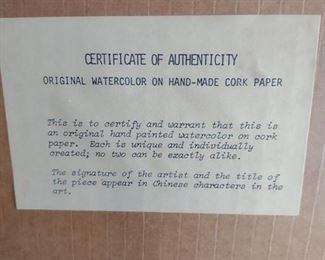 CERTIFICATE OF AUTHENTICITY
ORIGINAL WATERCOLOR ON HAND-MADE CORK PAPER
This is to certify and warrant that this is
an original hand painted watercolor on cork
paper. Each is unique and individually
created; no two can be exactly alike.
The signature of the artist and the title of
the piece appear in Chinese characters in the
art.